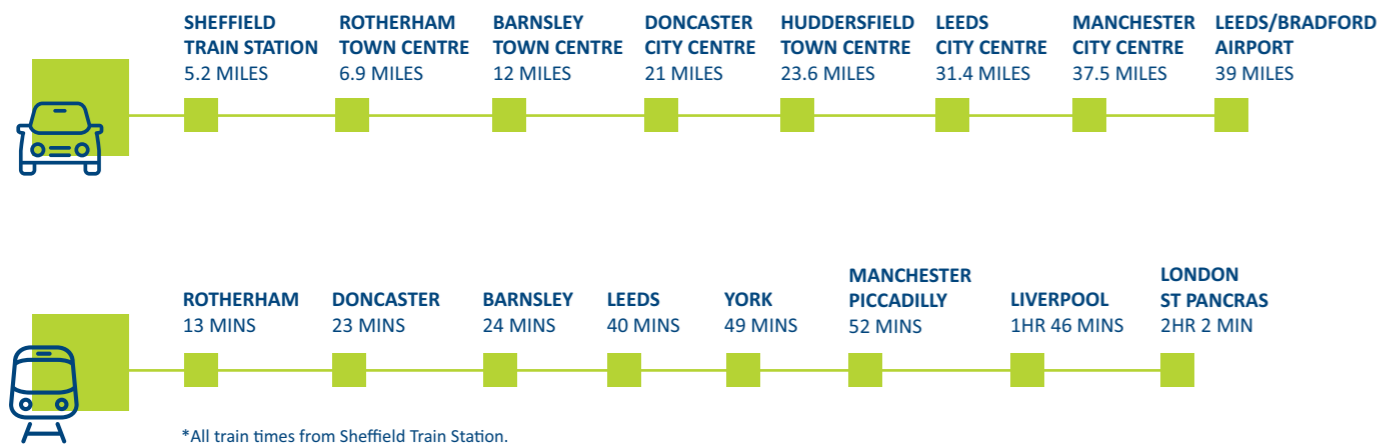 SHEFFIELD
TRAIN STATION
5.2 MILES
ROTHERHAM
TOWN CENTRE
6.9 MILES
BARNSLEY
TOWN CENTRE
12 MILES
DONCASTER
CITY CENTRE
21 MILES
HUDDERSFIELD
TOWN CENTRE
23.6 MILES
LEEDS
CITY CENTRE
31.4 MILES
MANCHESTER
CITY CENTRE
37.5 MILES
LEEDS/BRADFORD
AIRPORT
39 MILES
ROTHERHAM
13 MINS
DONCASTER
23 MINS
BARNSLEY
24 MINS
LEEDS
40 MINS
YORK
49 MINS
MANCHESTER
PICCADILLY
52 MINS
LIVERPOOL
1HR 46 MINS
LONDON
ST PANCRAS
2HR 2 MIN
*All train times from Sheffield Train Station.